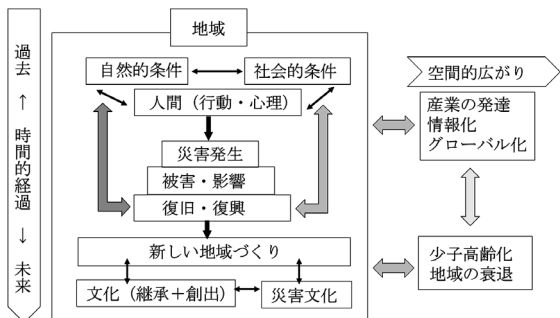 地域
過去 ↑ 時間的経過 ↓ 未来
自然的条件
社会的条件
人間（行動・心理）
災害発生
被害・影響
復旧・復興
新しい地域づくり
文化（継承＋創出）
災害文化
空間的広がり
産業の発達
情報化
グローバル化
少子高齢化
地域の衰退